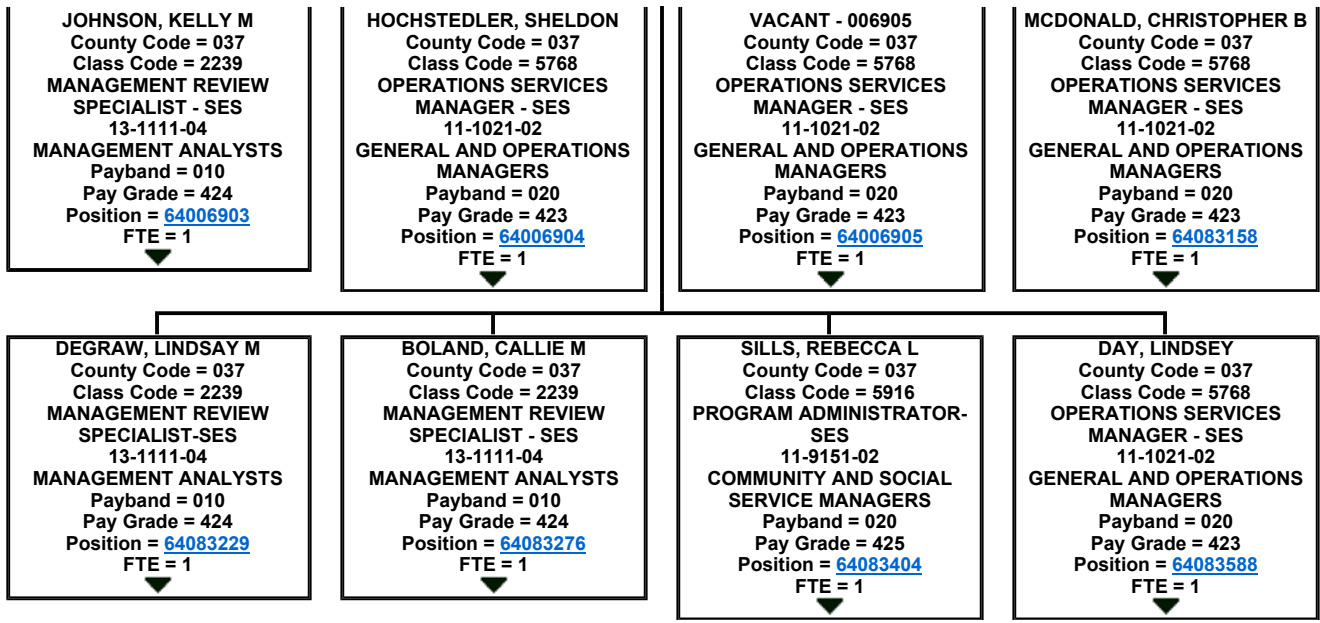 JOHNSON, KELLY M
County Code = 037
Class Code = 2239
MANAGEMENT REVIEW
SPECIALIST - SES
13-1111-04
MANAGEMENT ANALYSTS
Payband = 010
Pay Grade = 424
Position = 64006903
FTE = 1
HOCHSTEDLER, SHELDON
County Code = 037
Class Code = 5768
OPERATIONS SERVICES
MANAGER - SES
11-1021-02
GENERAL AND OPERATIONS
MANAGERS
Payband = 020
Pay Grade = 423
Position = 64006904
FTE = 1
VACANT - 006905
County Code = 037
Class Code = 5768
OPERATIONS SERVICES
MANAGER - SES
11-1021-02
GENERAL AND OPERATIONS
MANAGERS
Payband = 020
Pay Grade = 423
Position = 64006905
FTE = 1
MCDONALD, CHRISTOPHER B
County Code = 037
Class Code = 5768
OPERATIONS SERVICES
MANAGER - SES
11-1021-02
GENERAL AND OPERATIONS
MANAGERS
Payband = 020
Pay Grade = 423
Position = 64083158
FTE = 1
DEGRAW, LINDSAY M
County Code = 037
Class Code = 2239
MANAGEMENT REVIEW
SPECIALIST-SES
13-1111-04
MANAGEMENT ANALYSTS
Payband = 010
Pay Grade = 424
Position = 64083229
FTE = 1
BOLAND, CALLIE M
County Code = 037
Class Code = 2239
MANAGEMENT REVIEW
SPECIALIST - SES
13-1111-04
MANAGEMENT ANALYSTS
Payband = 010
Pay Grade = 424
Position = 64083276
FTE = 1
SILLS, REBECCA L
County Code = 037
Class Code = 5916
PROGRAM ADMINISTRATOR-
SES
11-9151-02
COMMUNITY AND SOCIAL
SERVICE MANAGERS
Payband = 020
Pay Grade = 425
Position = 64083404
FTE = 1
DAY, LINDSEY
County Code = 037
Class Code = 5768
OPERATIONS SERVICES
MANAGER - SES
11-1021-02
GENERAL AND OPERATIONS
MANAGERS
Payband = 020
Pay Grade = 423
Position = 64083588
FTE = 1